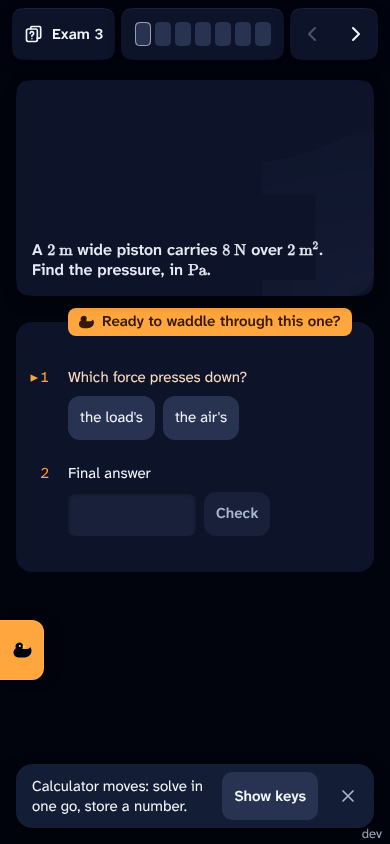 Exam 3
A 2 m wide piston carries 8 N over 2 m².
Find the pressure, in Pa.
Ready to waddle through this one?
▸1 Which force presses down?
the load's the air's
2 Final answer
Check
Calculator moves: solve in
one go, store a number.
Show keys
dev